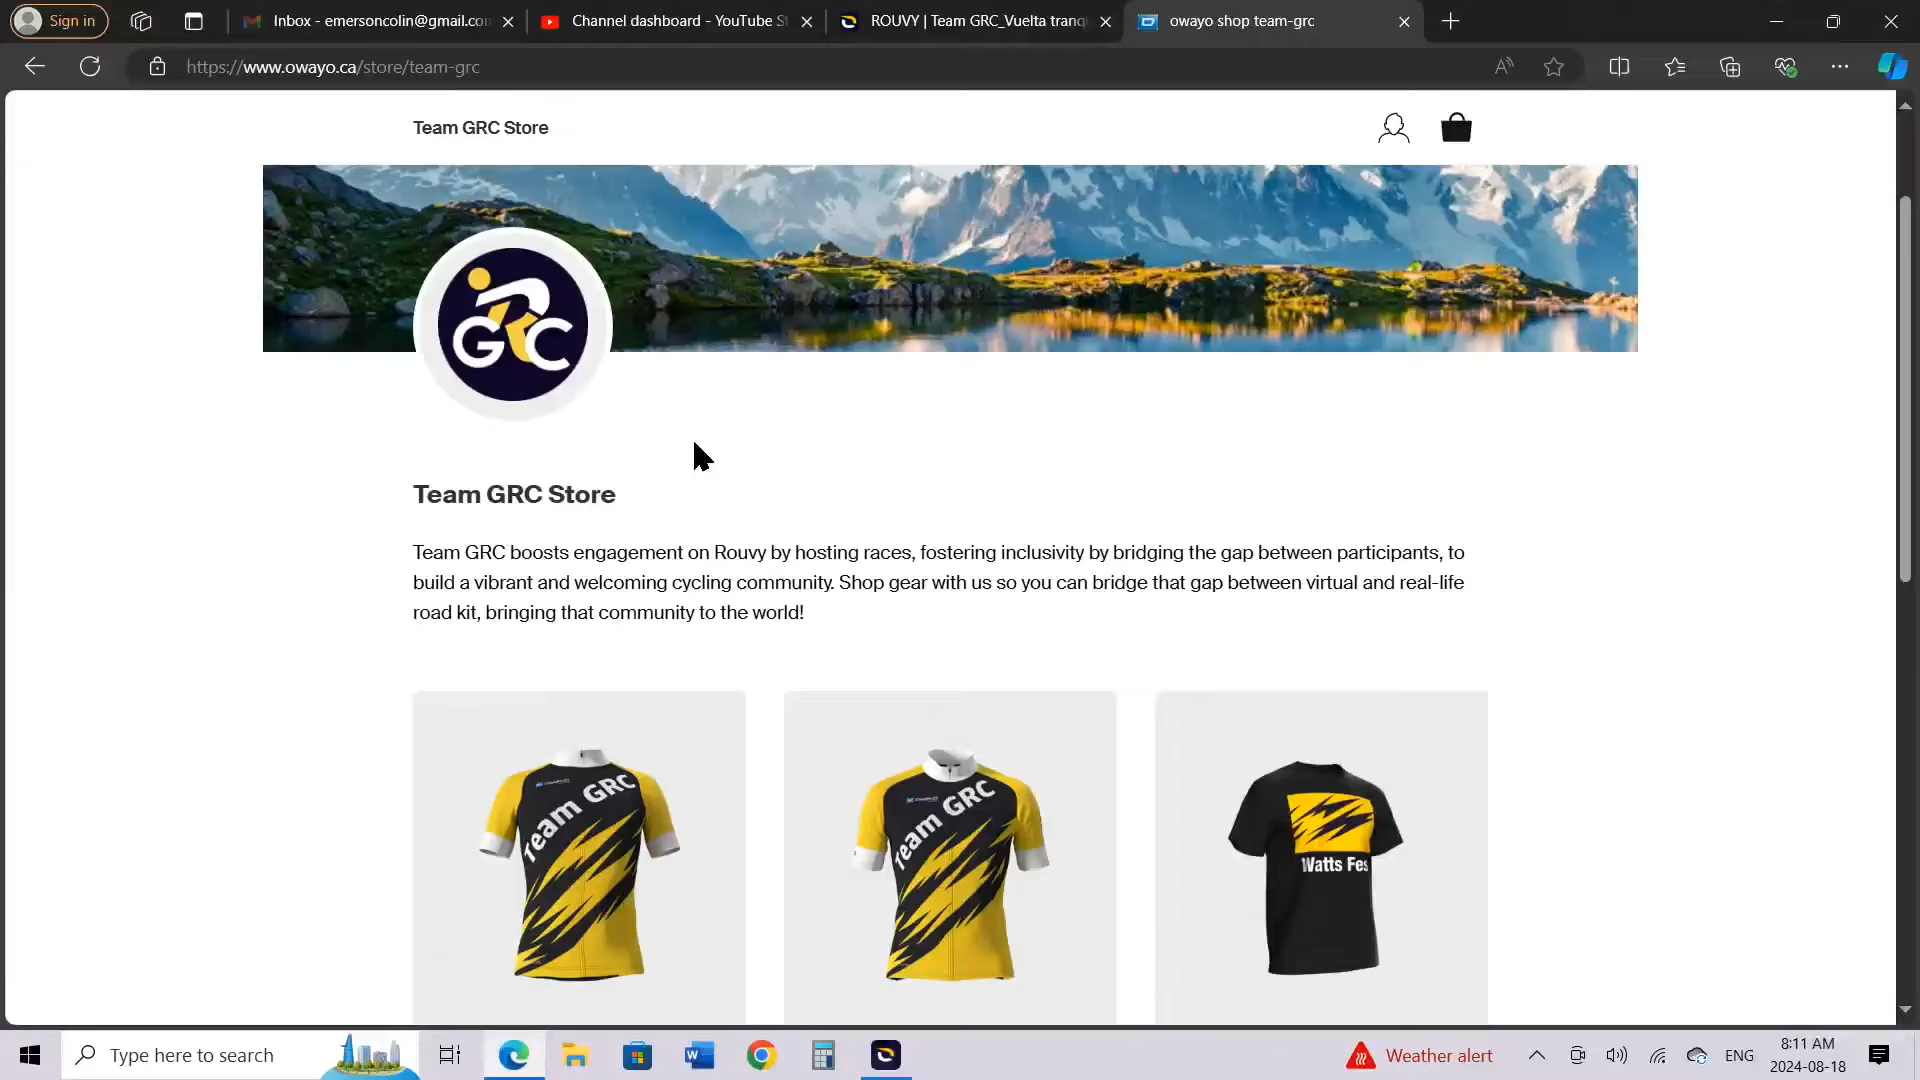 Sign in
Inbox - emersoncolin@gmail.com
Channel dashboard - YouTube St
ROUVY | Team GRC_Vuelta tranq
owayo shop team-grc
https://www.owayo.ca/store/team-grc
Team GRC Store
GRC
Team GRC Store
Team GRC boosts engagement on Rouvy by hosting races, fostering inclusivity by bridging the gap between participants, to
build a vibrant and welcoming cycling community. Shop gear with us so you can bridge that gap between virtual and real-life
road kit, bringing that community to the world!
Team GRC
Team GRC
Watts Fes
Type here to search
Weather alert
ENG
8:11 AM
2024-08-18